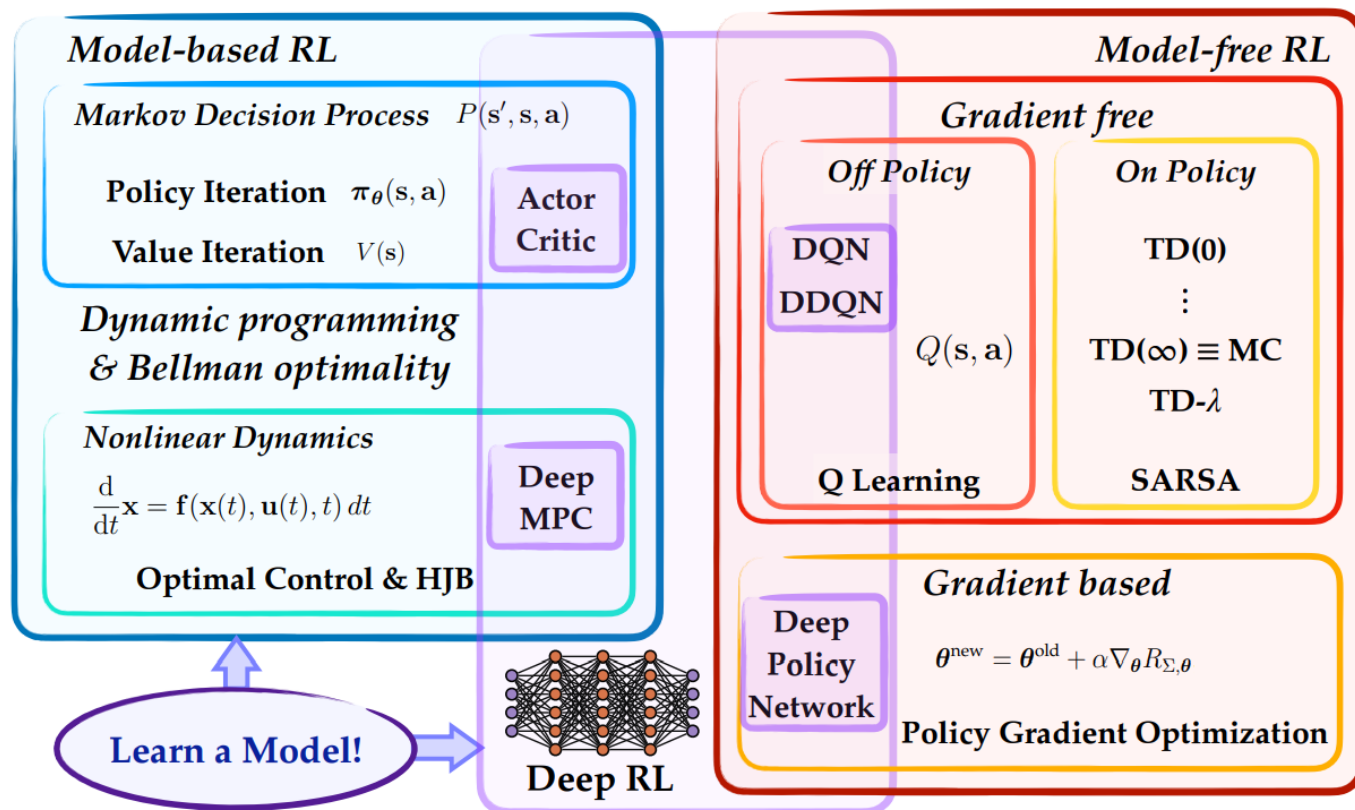 Model-based RL
Markov Decision Process P(s′, s, a)
Policy Iteration π_θ(s, a)
Value Iteration V(s)
Actor
Critic
Dynamic programming
& Bellman optimality
Nonlinear Dynamics
d/dt x = f(x(t), u(t), t) dt
Optimal Control & HJB
Deep
MPC
Learn a Model!
Deep RL
Model-free RL
Gradient free
Off Policy
DQN
DDQN
Q(s, a)
Q Learning
On Policy
TD(0)
⋮
TD(∞) ≡ MC
TD-λ
SARSA
Gradient based
Deep
Policy
Network
θ^new = θ^old + α∇_θ R_Σ,θ
Policy Gradient Optimization